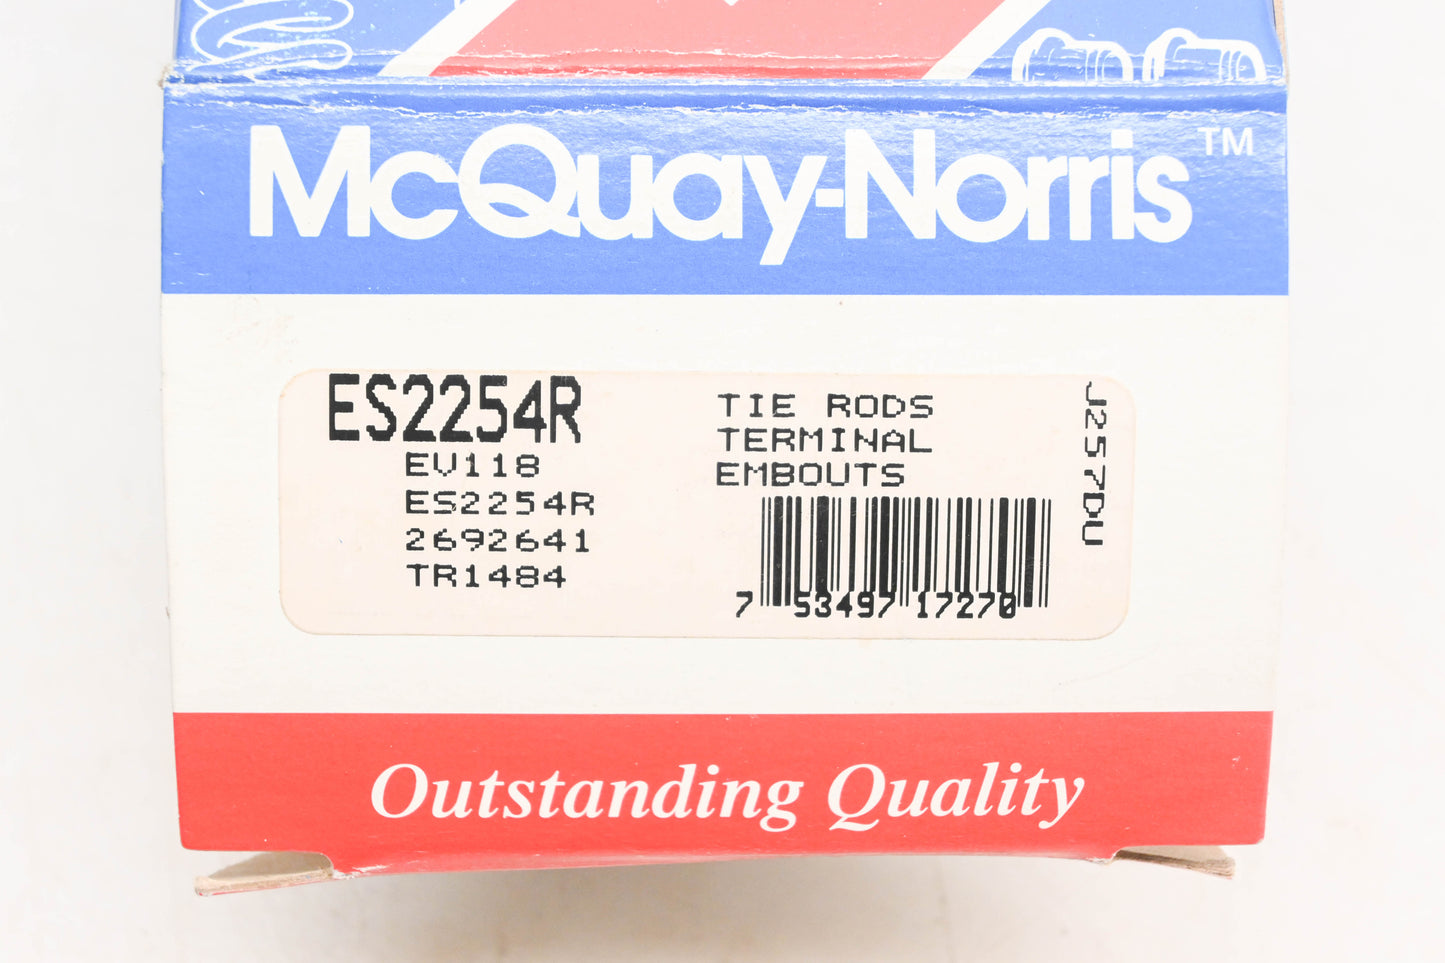 McQuay-Norris™
ES2254R
EV118
ES2254R
2692641
TR1484
TIE RODS
TERMINAL
EMBOUTS
7 53497 17270
J257DU
Outstanding Quality